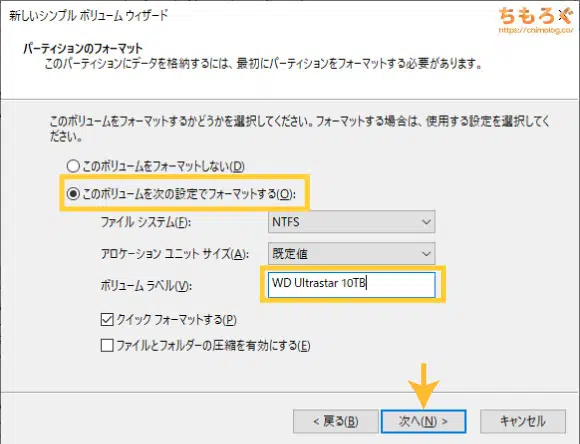 新しいシンプル ボリューム ウィザード
ちもろぐ
https://chimolog.co/
パーティションのフォーマット
このパーティションにデータを格納するには、最初にパーティションをフォーマットする必要があります。
このボリュームをフォーマットするかどうかを選択してください。フォーマットする場合は、使用する設定を選択してく
ださい。
このボリュームをフォーマットしない(D)
このボリュームを次の設定でフォーマットする(O):
ファイル システム(F):
NTFS
アロケーション ユニット サイズ(A):
既定値
ボリューム ラベル(V):
WD Ultrastar 10TB
クイック フォーマットする(P)
ファイルとフォルダーの圧縮を有効にする(E)
< 戻る(B)
次へ(N) >
キャンセル